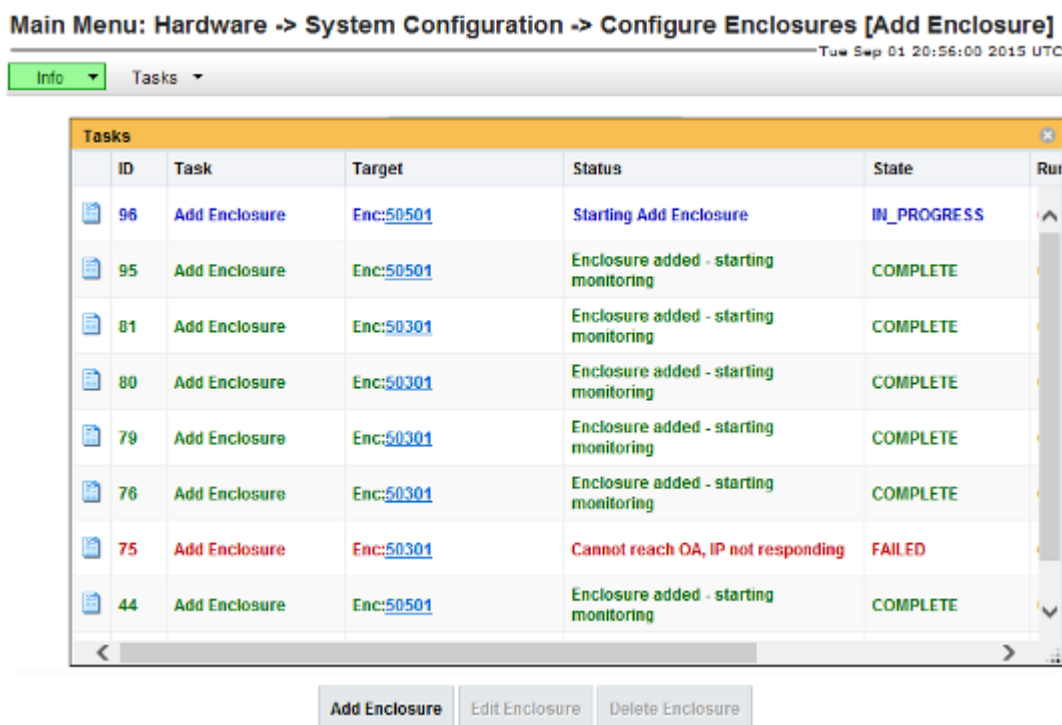 Main Menu: Hardware -> System Configuration -> Configure Enclosures [Add Enclosure]
Tue Sep 01 20:56:00 2015 UTC
Info Tasks
Tasks
ID Task Target Status State Run
96 Add Enclosure Enc:50501 Starting Add Enclosure IN_PROGRESS
95 Add Enclosure Enc:50501 Enclosure added - starting
monitoring COMPLETE
81 Add Enclosure Enc:50301 Enclosure added - starting
monitoring COMPLETE
80 Add Enclosure Enc:50301 Enclosure added - starting
monitoring COMPLETE
79 Add Enclosure Enc:50301 Enclosure added - starting
monitoring COMPLETE
76 Add Enclosure Enc:50301 Enclosure added - starting
monitoring COMPLETE
75 Add Enclosure Enc:50301 Cannot reach OA, IP not responding FAILED
44 Add Enclosure Enc:50501 Enclosure added - starting
monitoring COMPLETE
Add Enclosure Edit Enclosure Delete Enclosure